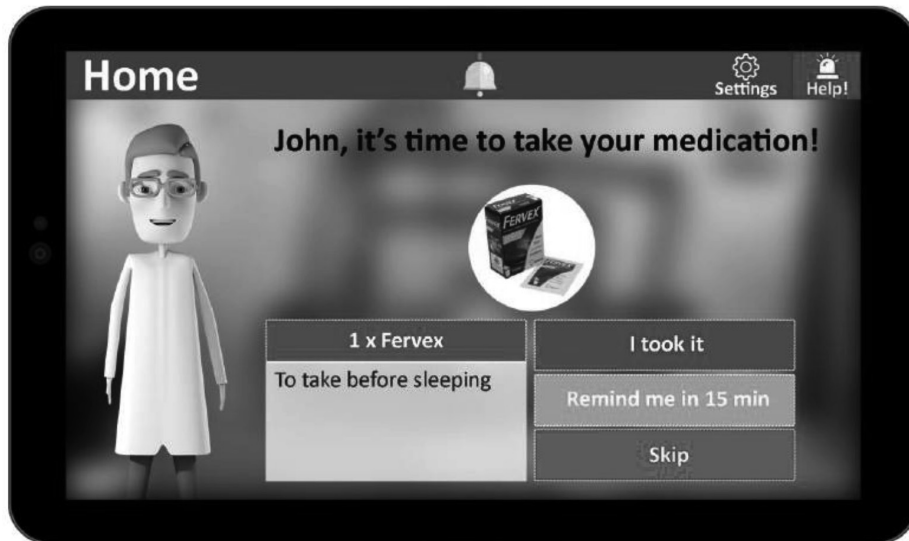 Home
Settings
Help!
John, it's time to take your medication!
FERVEX
1 x Fervex
To take before sleeping
I took it
Remind me in 15 min
Skip